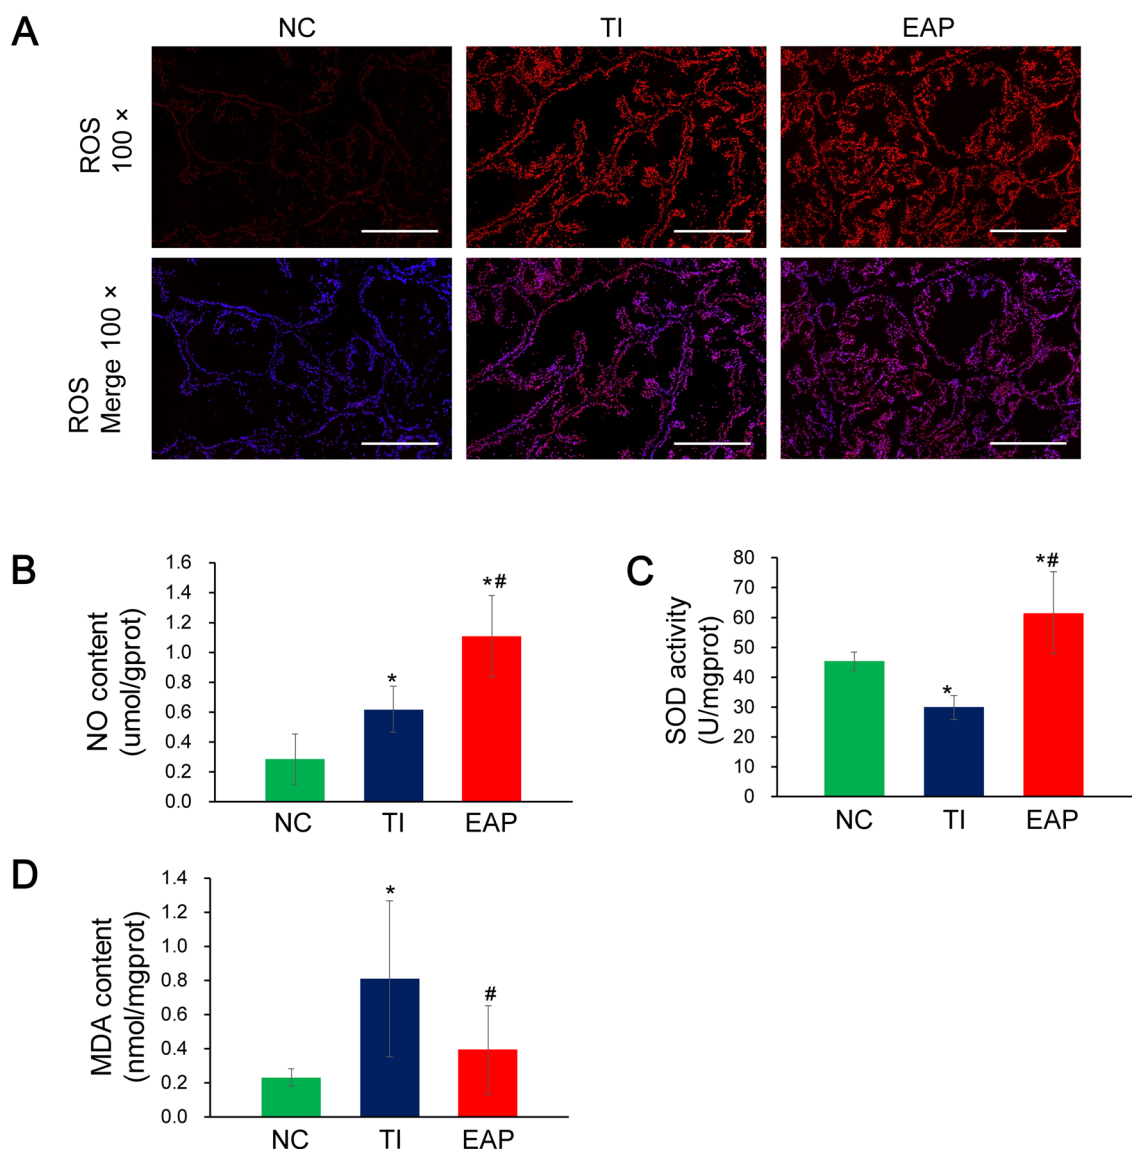 A
NC
TI
EAP
ROS
100 ×
ROS
Merge 100 ×
B
NO content
(umol/gprot)
1.6
1.4
1.2
1.0
0.8
0.6
0.4
0.2
0.0
*
*#
NC
TI
EAP
C
SOD activity
(U/mgprot)
80
70
60
50
40
30
20
10
0
*
*#
NC
TI
EAP
D
MDA content
(nmol/mgprot)
1.4
1.2
1.0
0.8
0.6
0.4
0.2
0.0
*
#
NC
TI
EAP